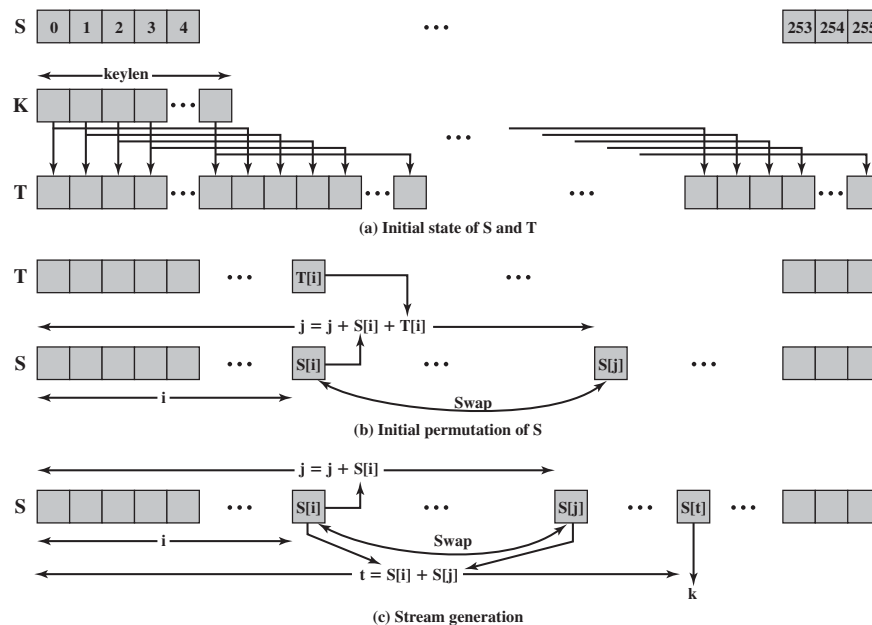 S 0 1 2 3 4 ... 253 254 255
keylen
K ...
...
T ... ... ... ...
(a) Initial state of S and T
T ... T[i] ...
j = j + S[i] + T[i]
S ... S[i] ... S[j] ...
i
Swap
(b) Initial permutation of S
j = j + S[i]
S ... S[i] ... S[j] ... S[t] ...
i
Swap
t = S[i] + S[j]
k
(c) Stream generation